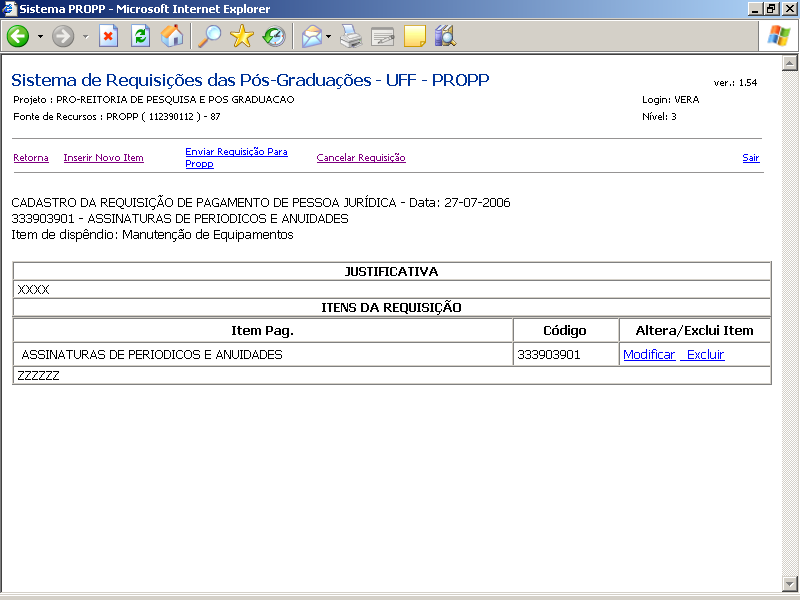 Sistema PROPP - Microsoft Internet Explorer
Sistema de Requisições das Pós-Graduações - UFF - PROPP
ver.: 1.54
Projeto : PRO-REITORIA DE PESQUISA E POS GRADUACAO
Login: VERA
Fonte de Recursos : PROPP ( 112390112 ) - 87
Nível: 3
Retorna Inserir Novo Item Enviar Requisição Para Propp Cancelar Requisição Sair
CADASTRO DA REQUISIÇÃO DE PAGAMENTO DE PESSOA JURÍDICA - Data: 27-07-2006
333903901 - ASSINATURAS DE PERIODICOS E ANUIDADES
Item de dispêndio: Manutenção de Equipamentos
JUSTIFICATIVA
XXXX
ITENS DA REQUISIÇÃO
Item Pag. Código Altera/Exclui Item
ASSINATURAS DE PERIODICOS E ANUIDADES 333903901 Modificar Excluir
ZZZZZZ